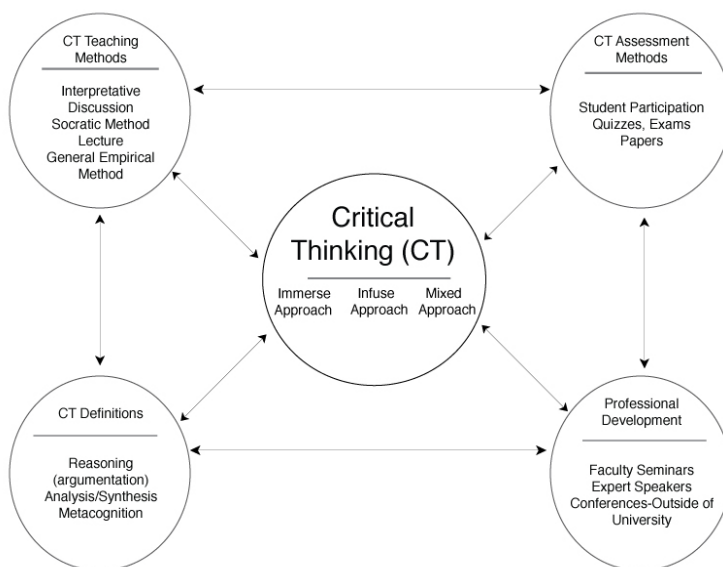 CT Teaching
Methods
Interpretative
Discussion
Socratic Method
Lecture
General Empirical
Method
CT Assessment
Methods
Student Participation
Quizzes, Exams
Papers
Critical
Thinking (CT)
Immerse Approach
Infuse Approach
Mixed Approach
CT Definitions
Reasoning
(argumentation)
Analysis/Synthesis
Metacognition
Professional
Development
Faculty Seminars
Expert Speakers
Conferences-Outside of
University